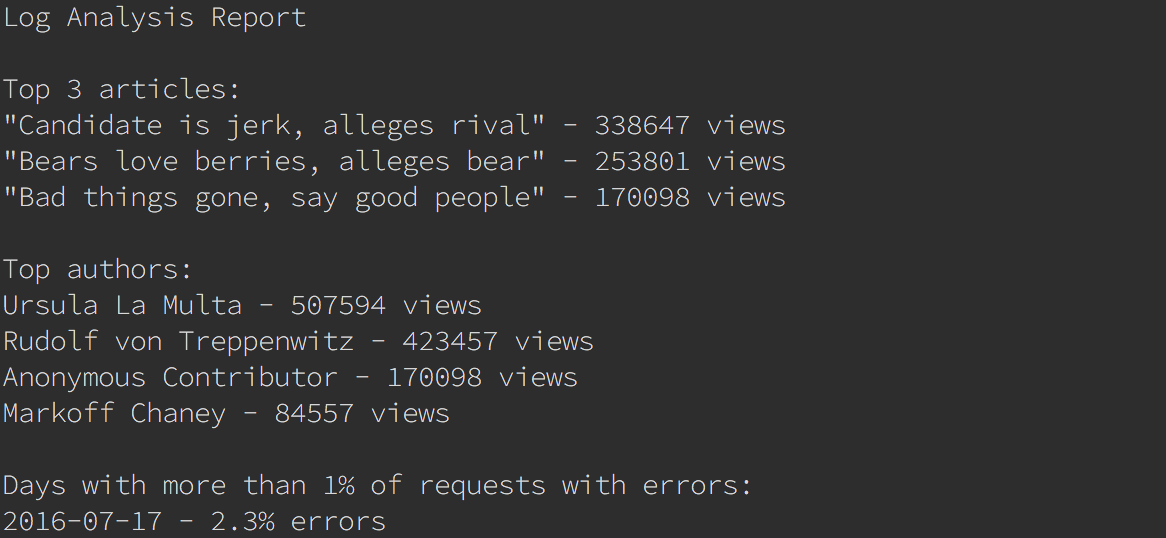 Log Analysis Report
Top 3 articles:
"Candidate is jerk, alleges rival" - 338647 views
"Bears love berries, alleges bear" - 253801 views
"Bad things gone, say good people" - 170098 views
Top authors:
Ursula La Multa - 507594 views
Rudolf von Treppenwitz - 423457 views
Anonymous Contributor - 170098 views
Markoff Chaney - 84557 views
Days with more than 1% of requests with errors:
2016-07-17 - 2.3% errors